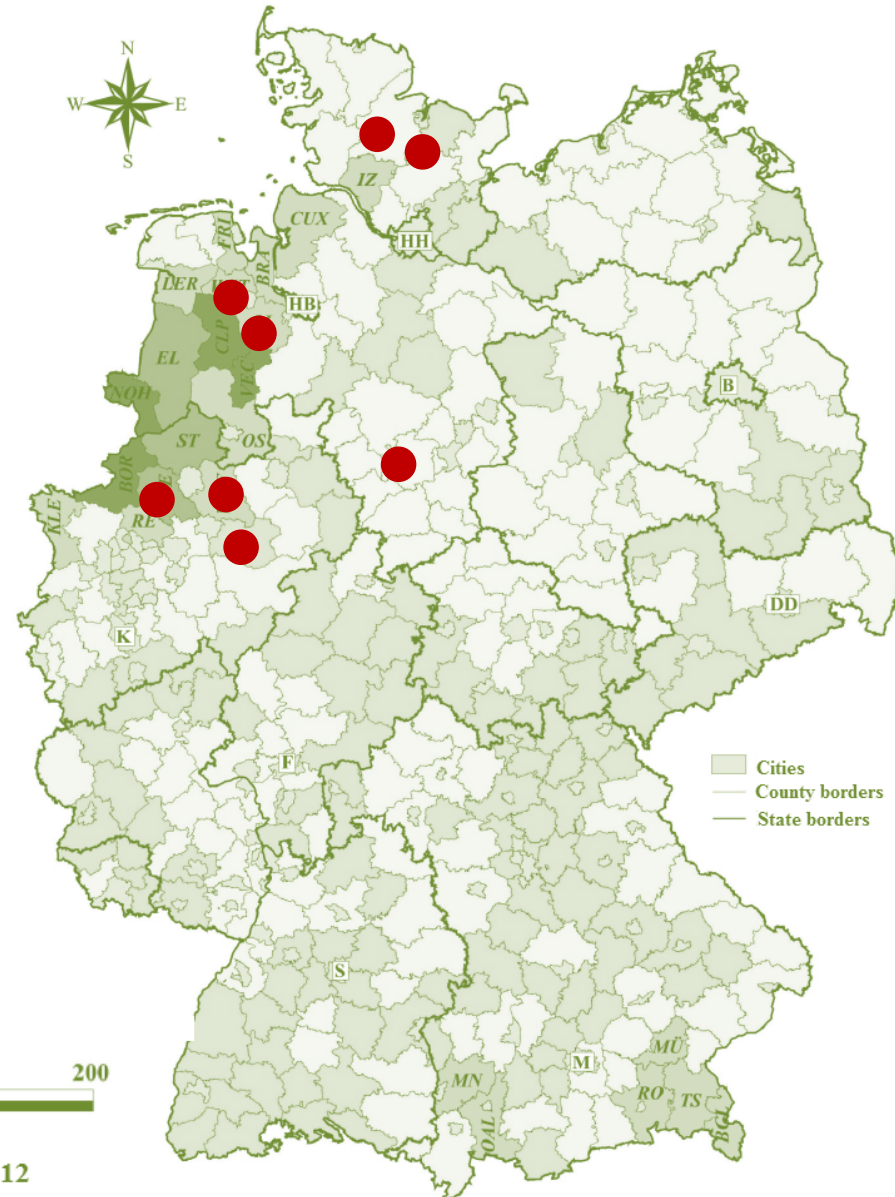 N
W E
S
IZ
CUX
HH
FRI
BRA
LER
HB
CLP
EL
VEC
NOH
B
ST
OS
BOR
KLE
RE
DD
K
F
Cities
County borders
State borders
S
200
MÜ
M
MN
RO
TS
OAL
BGL
12